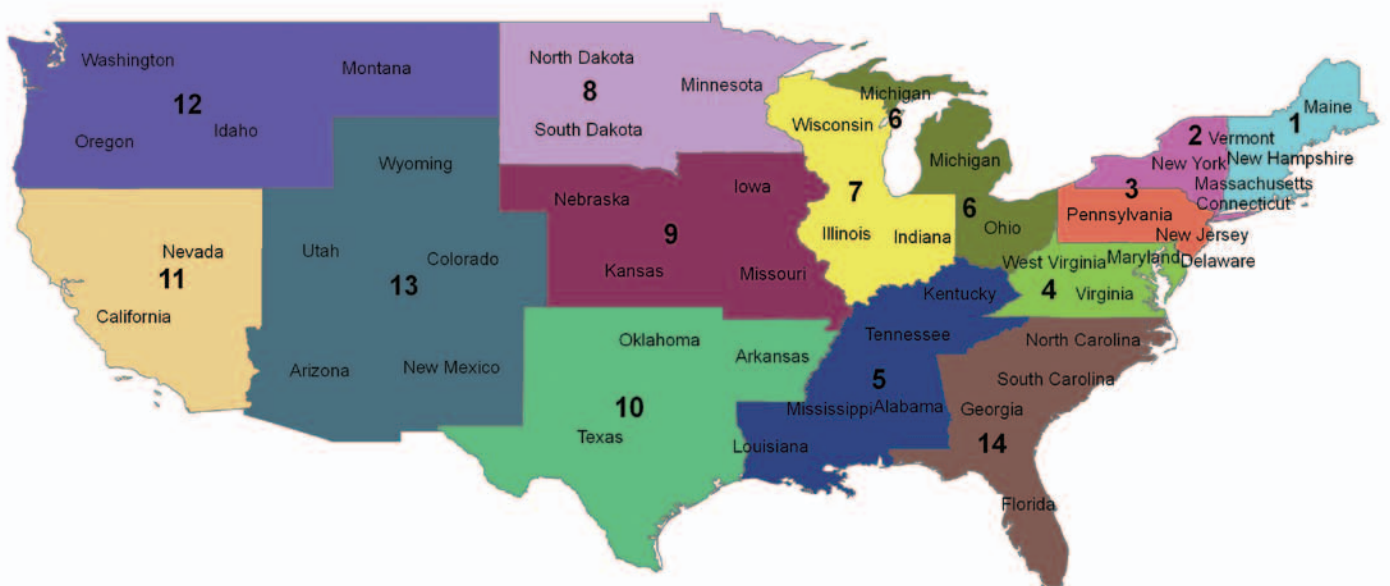 Washington
Montana
12
Oregon
Idaho
North Dakota
Minnesota
8
South Dakota
Wyoming
Nevada
11
California
Utah
Colorado
13
Arizona
New Mexico
Nebraska
Iowa
9
Kansas
Missouri
Oklahoma
Arkansas
10
Texas
Wisconsin
7
Illinois
Indiana
Michigan
6
Michigan
6
Ohio
Kentucky
Tennessee
5
Mississippi
Alabama
Louisiana
Maine
1
New Hampshire
Massachusetts
2
Vermont
New York
Connecticut
3
Pennsylvania
New Jersey
West Virginia
Maryland
Delaware
4
Virginia
North Carolina
South Carolina
Georgia
14
Florida